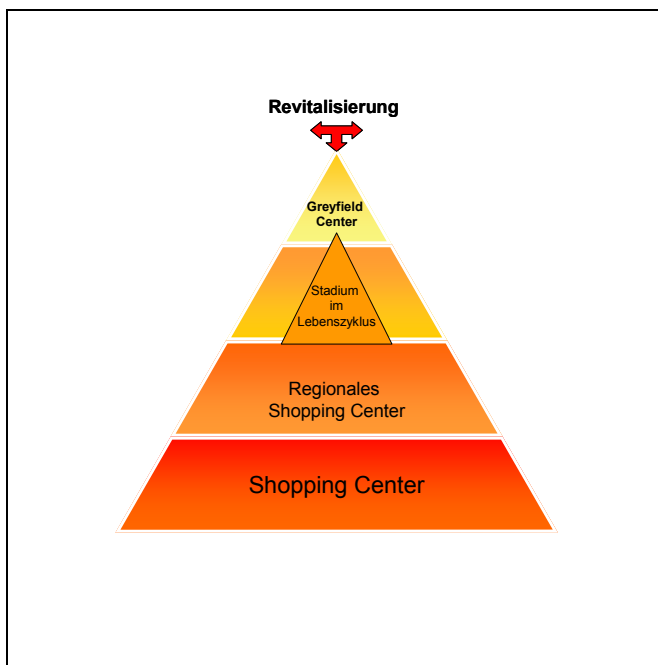 Revitalisierung
Greyfield
Center
Stadium
im
Lebenszyklus
Regionales
Shopping Center
Shopping Center